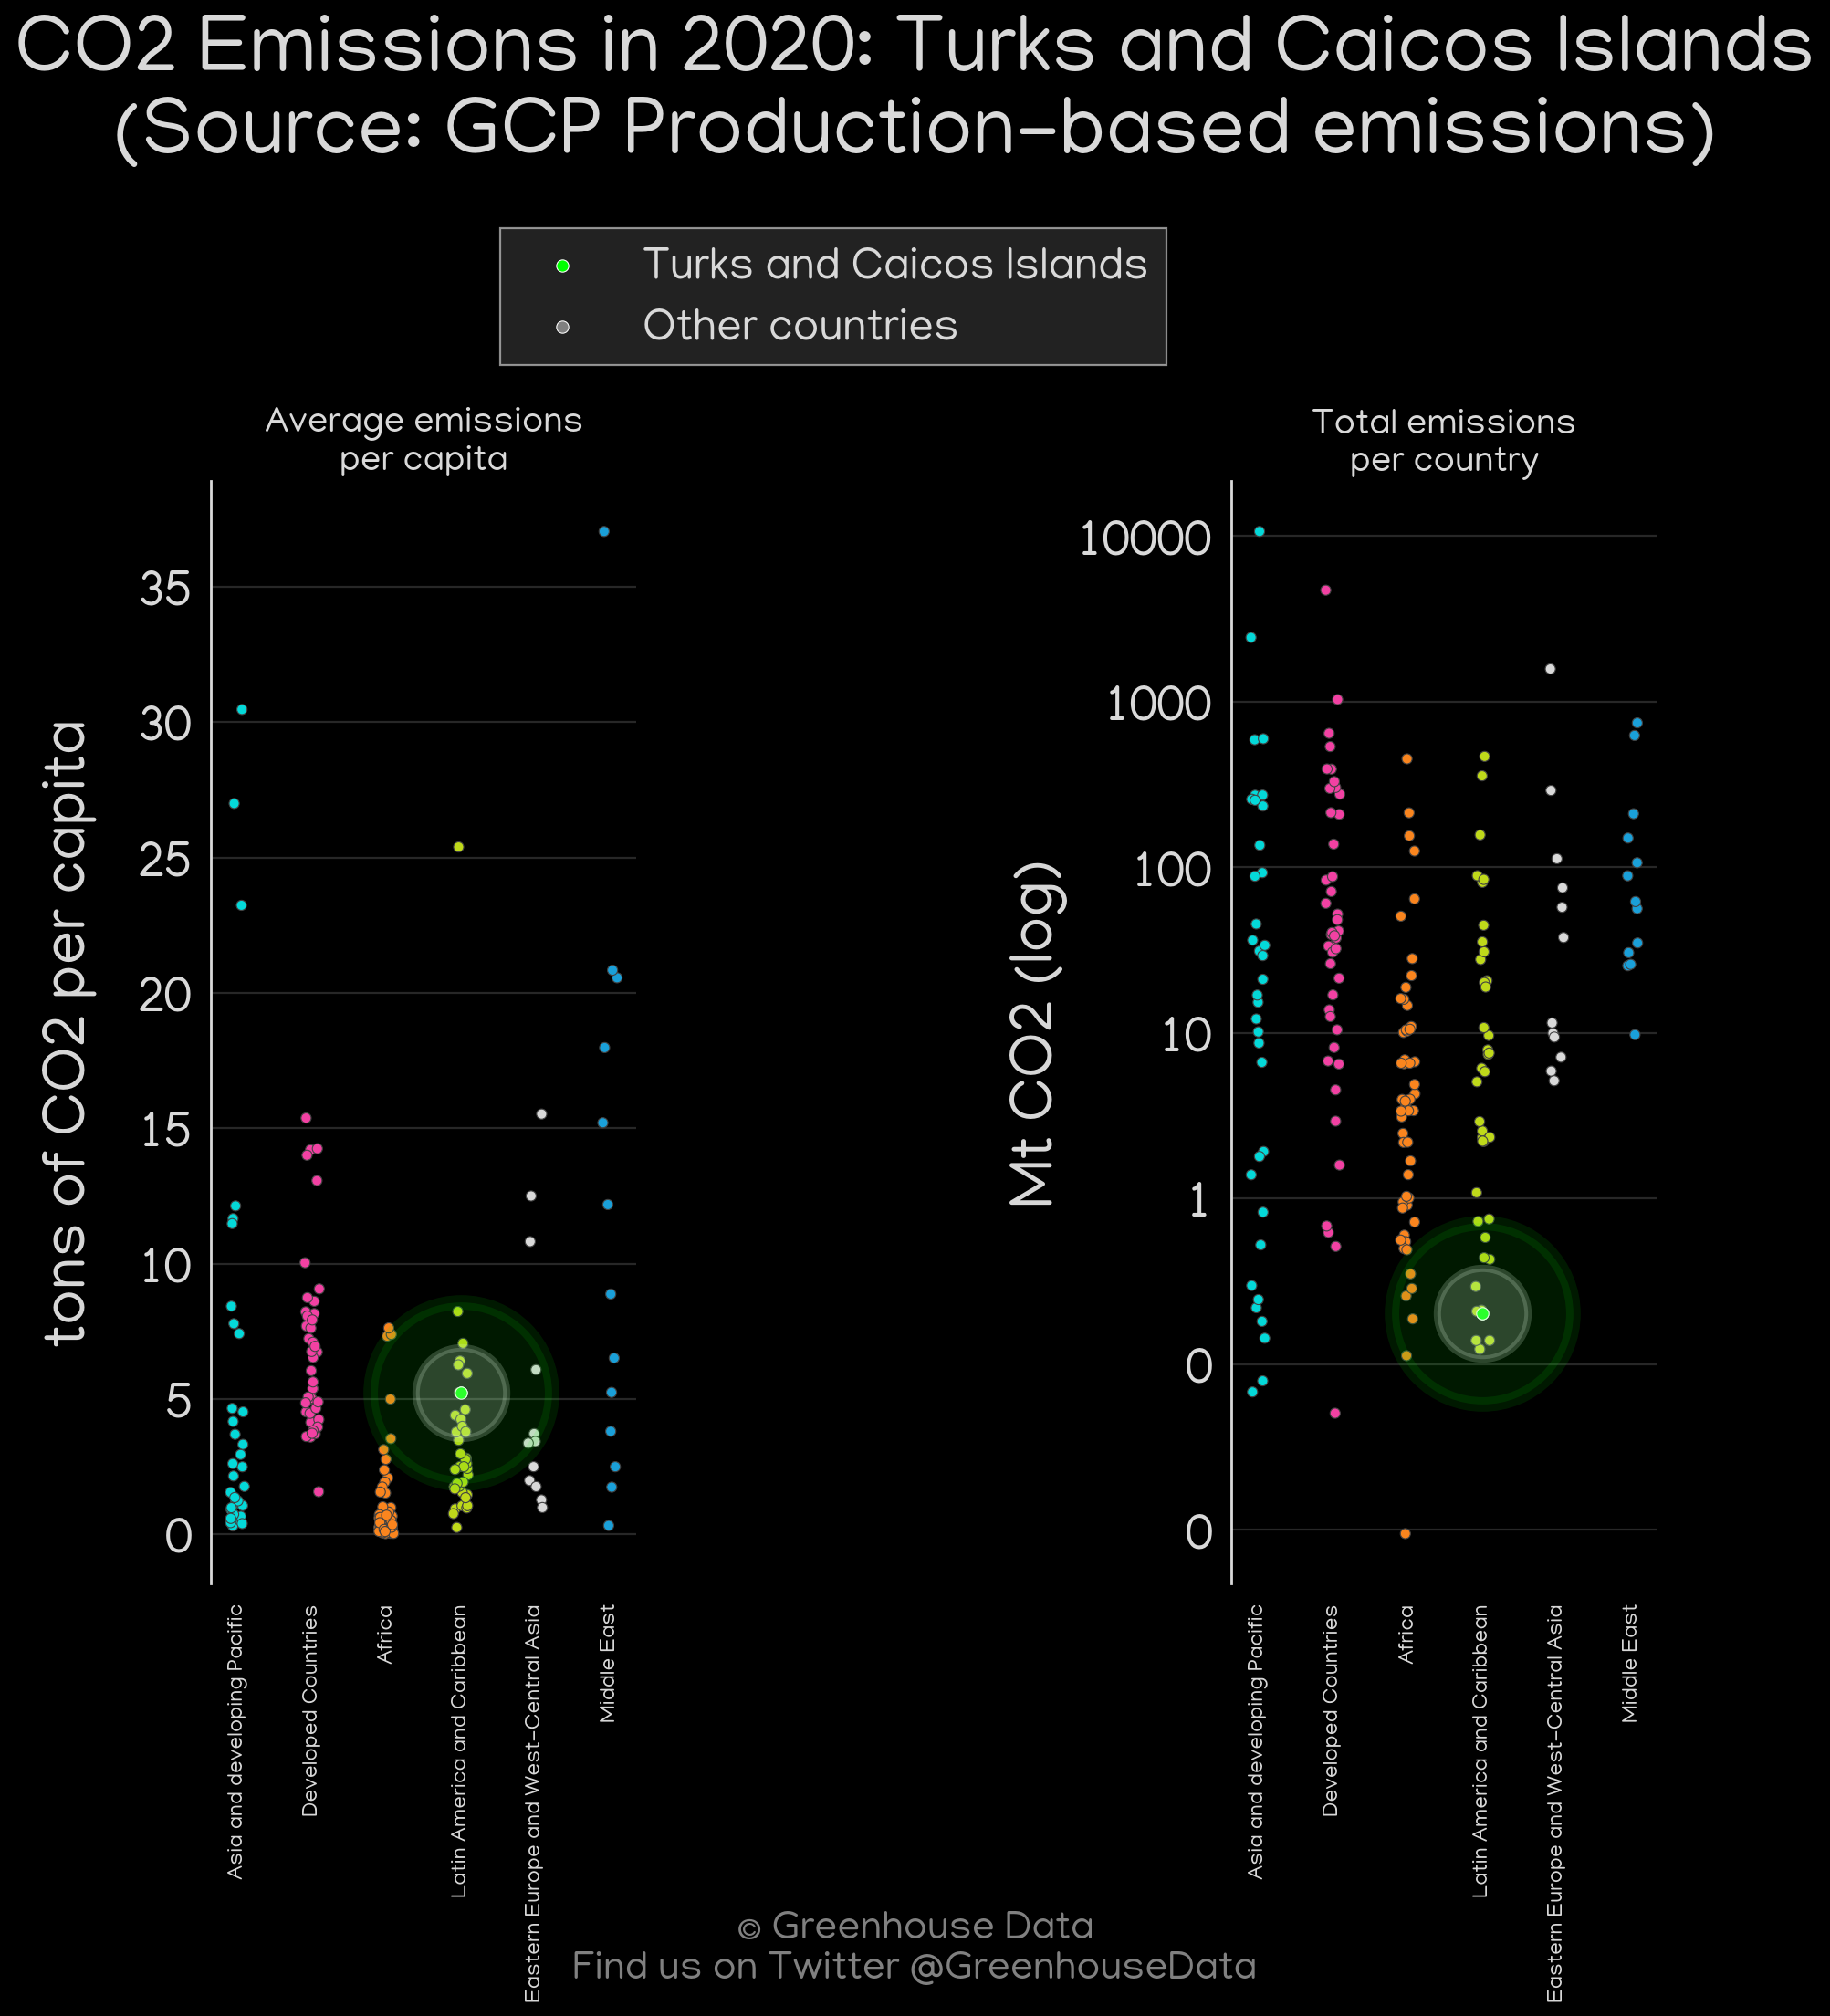 CO2 Emissions in 2020: Turks and Caicos Islands
(Source: GCP Production-based emissions)
Turks and Caicos Islands
Other countries
Average emissions
per capita
tons of CO2 per capita
35
30
25
20
15
10
5
0
Asia and developing Pacific
Developed Countries
Africa
Latin America and Caribbean
Eastern Europe and West-Central Asia
Middle East
Total emissions
per country
Mt CO2 (log)
10000
1000
100
10
1
0
0
Asia and developing Pacific
Developed Countries
Africa
Latin America and Caribbean
Eastern Europe and West-Central Asia
Middle East
© Greenhouse Data
Find us on Twitter @GreenhouseData